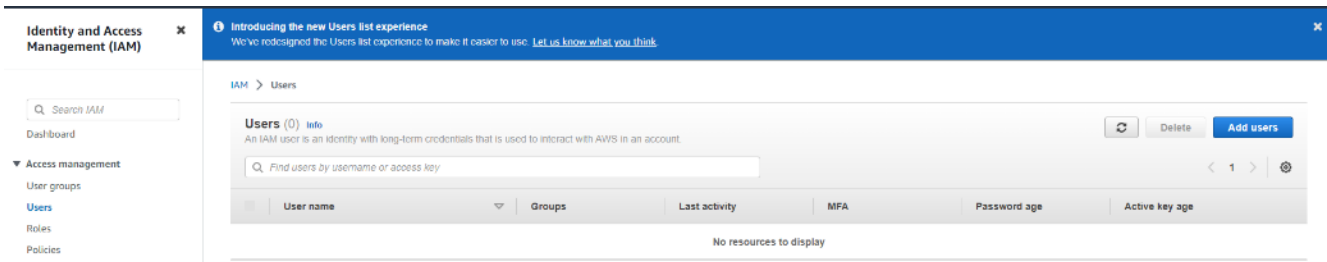 Identity and Access
Management (IAM)
Search IAM
Dashboard
Access management
User groups
Users
Roles
Policies
Introducing the new Users list experience
We've redesigned the Users list experience to make it easier to use. Let us know what you think.
IAM > Users
Users (0) Info
An IAM user is an identity with long-term credentials that is used to interact with AWS in an account.
Delete
Add users
Find users by username or access key
1
User name Groups Last activity MFA Password age Active key age
No resources to display